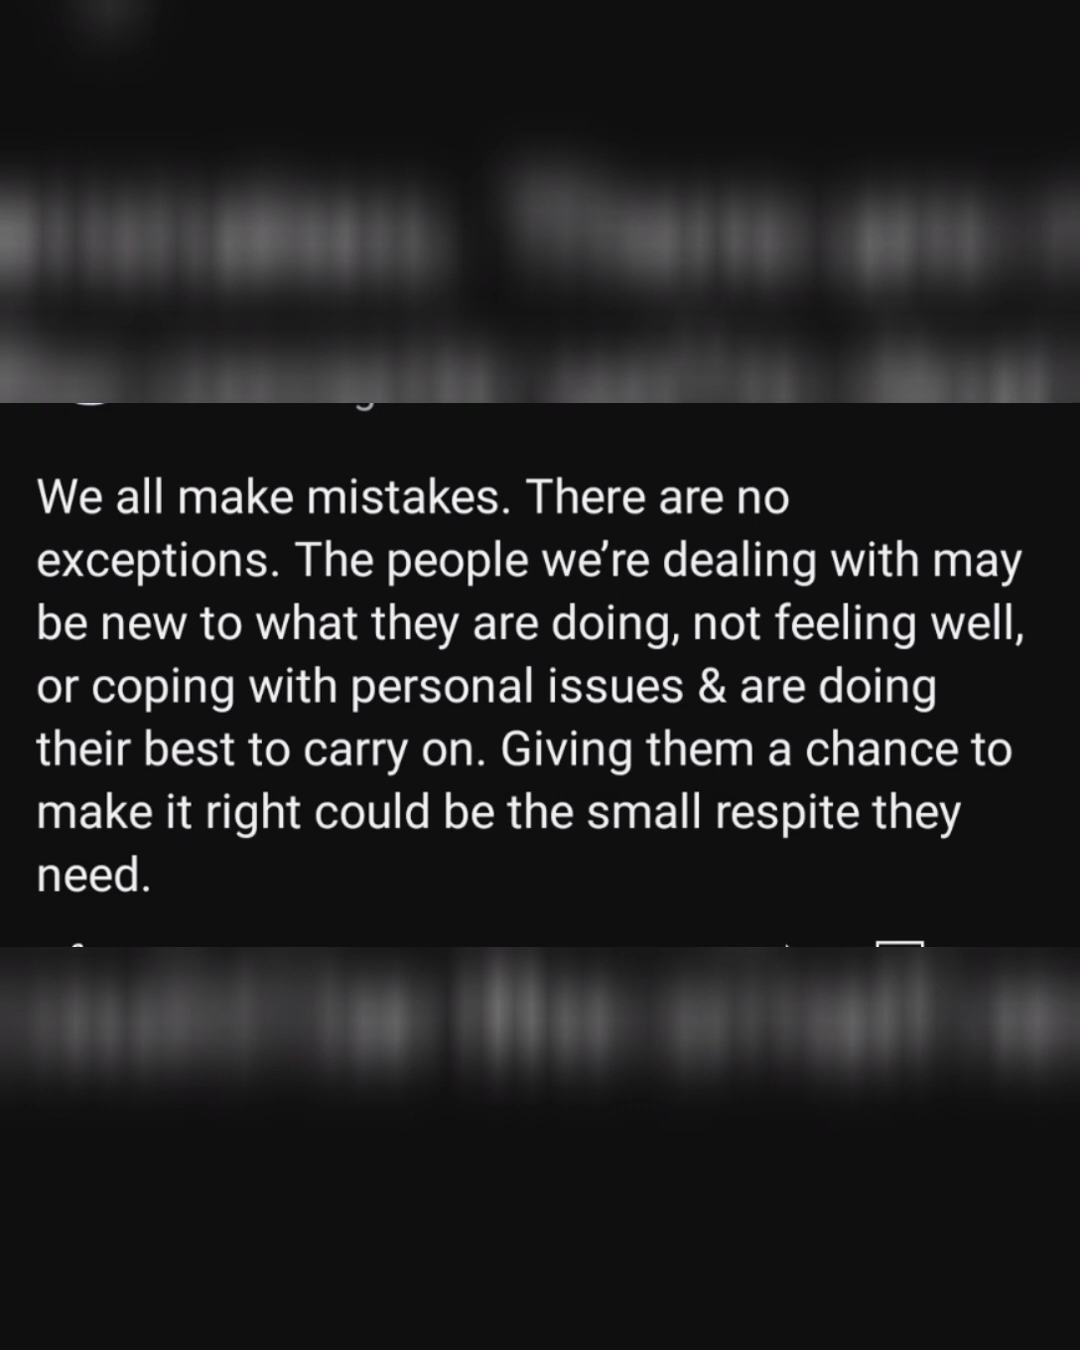 We all make mistakes. There are no
exceptions. The people we’re dealing with may
be new to what they are doing, not feeling well,
or coping with personal issues & are doing
their best to carry on. Giving them a chance to
make it right could be the small respite they
need.